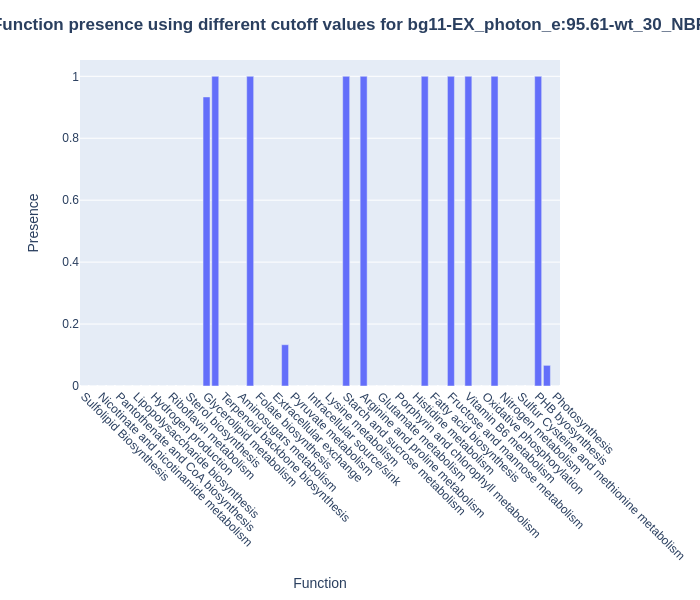 Function presence using different cutoff values for bg11-EX_photon_e:95.61-wt_30_NBF
1
0.8
0.6
0.4
0.2
0
Presence
Sulfolipid Biosynthesis
Nicotinate and nicotinamide metabolism
Pantothenate and CoA biosynthesis
Lipopolysaccharide biosynthesis
Hydrogen production
Riboflavin metabolism
Sterol biosynthesis
Glycerolipid metabolism
Terpenoid backbone biosynthesis
Aminosugars metabolism
Folate biosynthesis
Extracellular exchange
Pyruvate metabolism
Intracellular source/sink
Lysine metabolism
Starch and sucrose metabolism
Arginine and proline metabolism
Glutamate metabolism
Porphyrin and chorophyll metabolism
Histidine metabolism
Fatty acid biosynthesis
Fructose and mannose metabolism
Vitamin B6 metabolism
Oxidative phosphorylation
Nitrogen metabolism
Sulfur Cysteine and methionine metabolism
PHB byosynthesis
Photosynthesis
Function